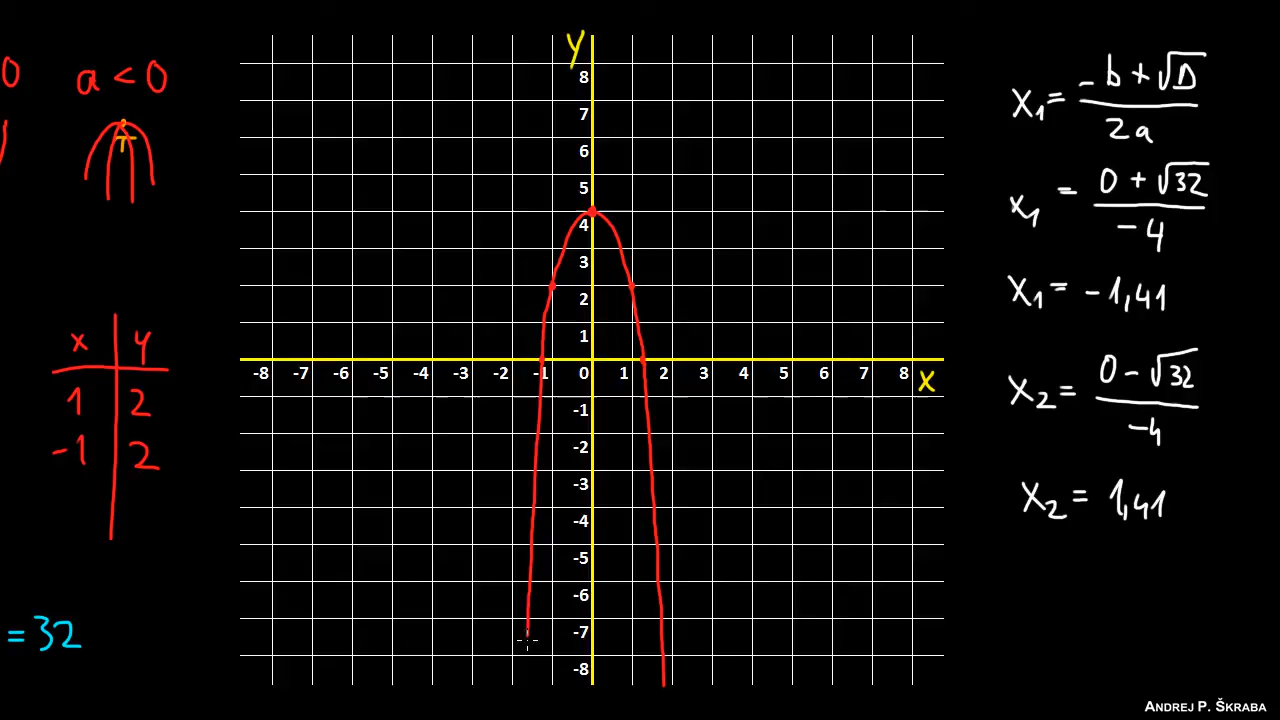 0 a < 0
T
x y
1 2
-1 2
= 32
Y
8
7
6
5
4
3
2
1
-8 -7 -6 -5 -4 -3 -2 -1 0 1 2 3 4 5 6 7 8 X
-1
-2
-3
-4
-5
-6
-7
-8
x₁ = (-b + √D) / 2a
x₁ = (0 + √32) / -4
x₁ = -1,41
x₂ = (0 - √32) / -4
x₂ = 1,41
ANDREJ P. ŠKRABA